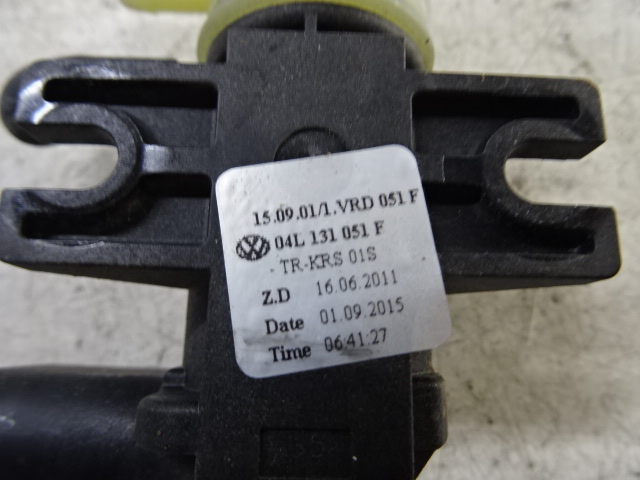 15.09.01/1.VRD 051 F
04L 131 051 F
TR-KRS 01S
Z.D 16.06.2011
Date 01.09.2015
Time 06:41:27